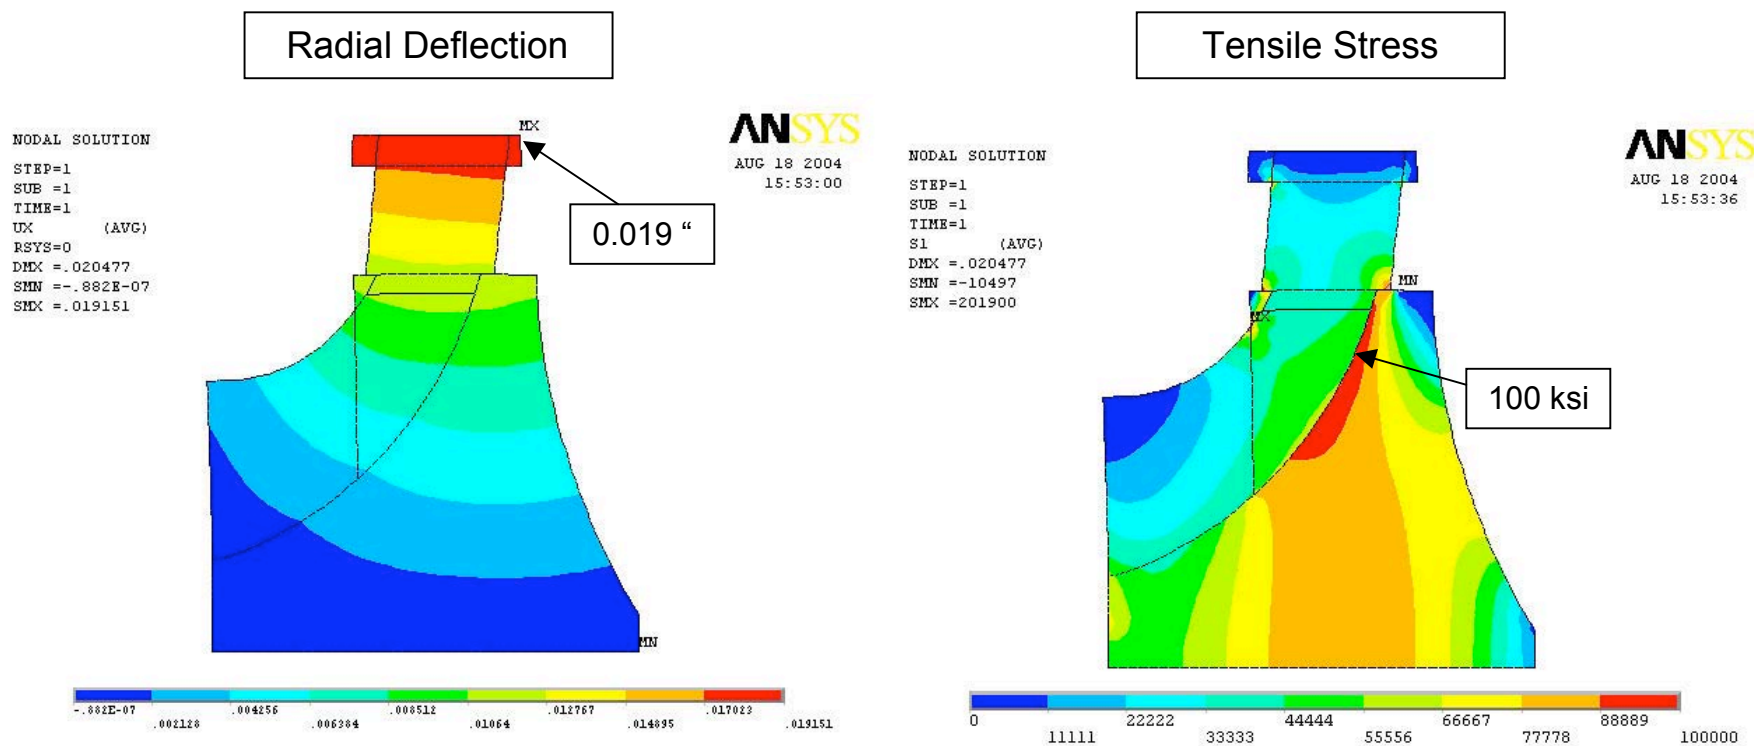 Radial Deflection
NODAL SOLUTION
STEP=1
SUB =1
TIME=1
UX (AVG)
RSYS=0
DMX =.020477
SMN =-.882E-07
SMX =.019151
MX
ANSYS
AUG 18 2004
15:53:00
0.019 “
MN
-.882E-07 .004256 .008512 .012767 .017023
.002128 .006384 .01064 .014895 .019151
Tensile Stress
NODAL SOLUTION
STEP=1
SUB =1
TIME=1
S1 (AVG)
DMX =.020477
SMN =-10497
SMX =201900
ANSYS
AUG 18 2004
15:53:36
MN
MX
100 ksi
0 22222 44444 66667 88889
11111 33333 55556 77778 100000